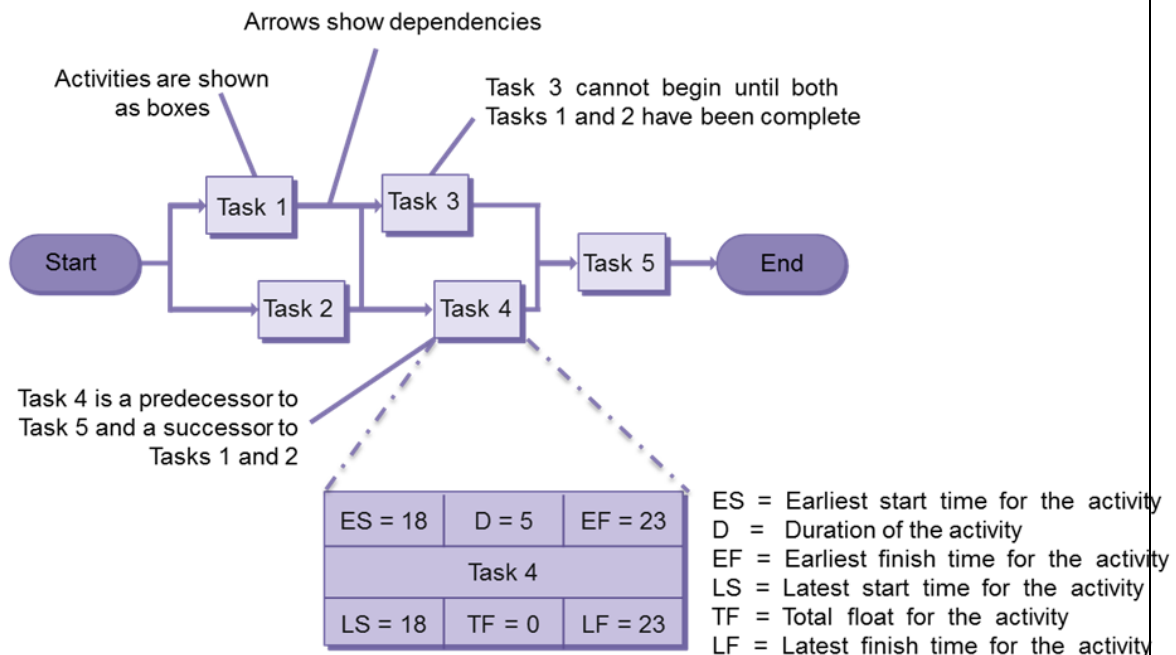 Arrows show dependencies
Activities are shown
as boxes
Task 3 cannot begin until both
Tasks 1 and 2 have been complete
Task 1
Task 3
Start
Task 5
End
Task 2
Task 4
Task 4 is a predecessor to
Task 5 and a successor to
Tasks 1 and 2
ES = 18 D = 5 EF = 23
Task 4
LS = 18 TF = 0 LF = 23
ES = Earliest start time for the activity
D = Duration of the activity
EF = Earliest finish time for the activity
LS = Latest start time for the activity
TF = Total float for the activity
LF = Latest finish time for the activity